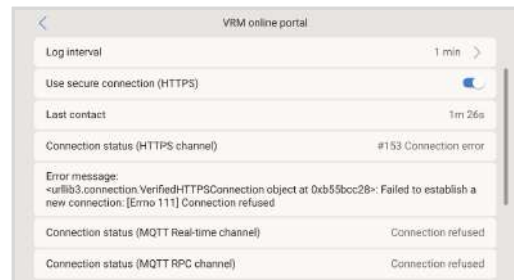 VRM online portal
Log interval 1 min
Use secure connection (HTTPS)
Last contact 1m 26s
Connection status (HTTPS channel) #153 Connection error
Error message:
<urllib3.connection.VerifiedHTTPSConnection object at 0xb55bcc28>: Failed to establish a
new connection: [Errno 111] Connection refused
Connection status (MQTT Real-time channel) Connection refused
Connection status (MQTT RPC channel) Connection refused